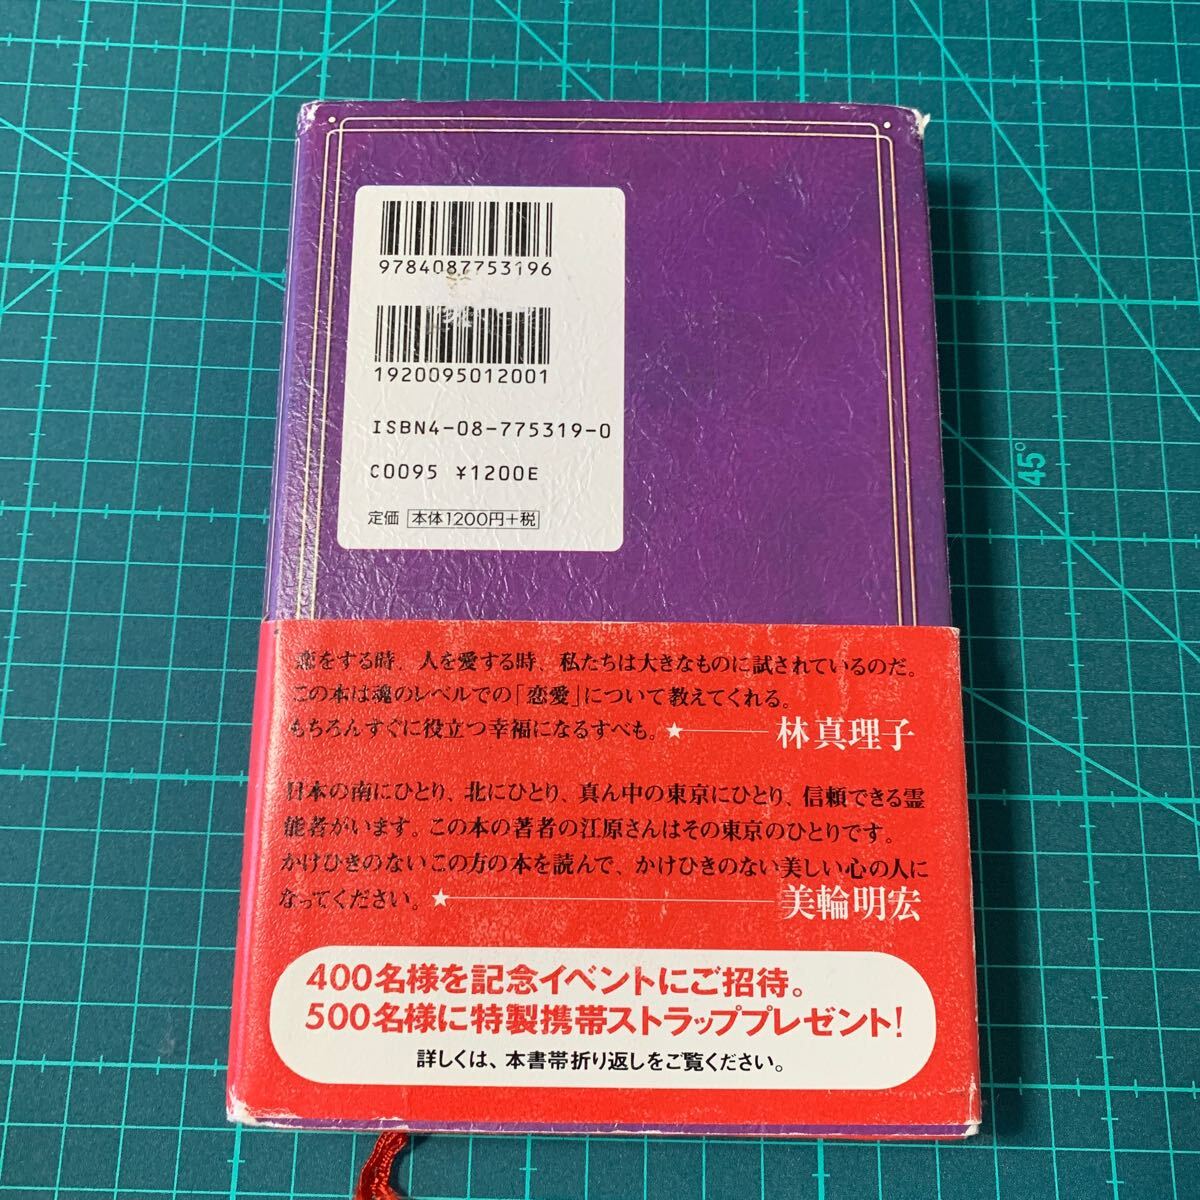 9784087753196
1920095012001
ISBN4-08-775319-0
C0095 ¥1200E
定価 本体1200円+税
45°
恋をする時、人を愛する時、私たちは大きなものに試されているのだ。
この本は魂のレベルでの「恋愛」について教えてくれる。
もちろんすぐに役立つ幸福になるすべも。★
林真理子
日本の南にひとり、北にひとり、真ん中の東京にひとり、信頼できる霊
能者がいます。この本の著者の江原さんはその東京のひとりです。
かけひきのないこの方の本を読んで、かけひきのない美しい心の人に
なってください。★
美輪明宏
400名様を記念イベントにご招待。
500名様に特製携帯ストラッププレゼント!
詳しくは、本書帯折り返しをご覧ください。